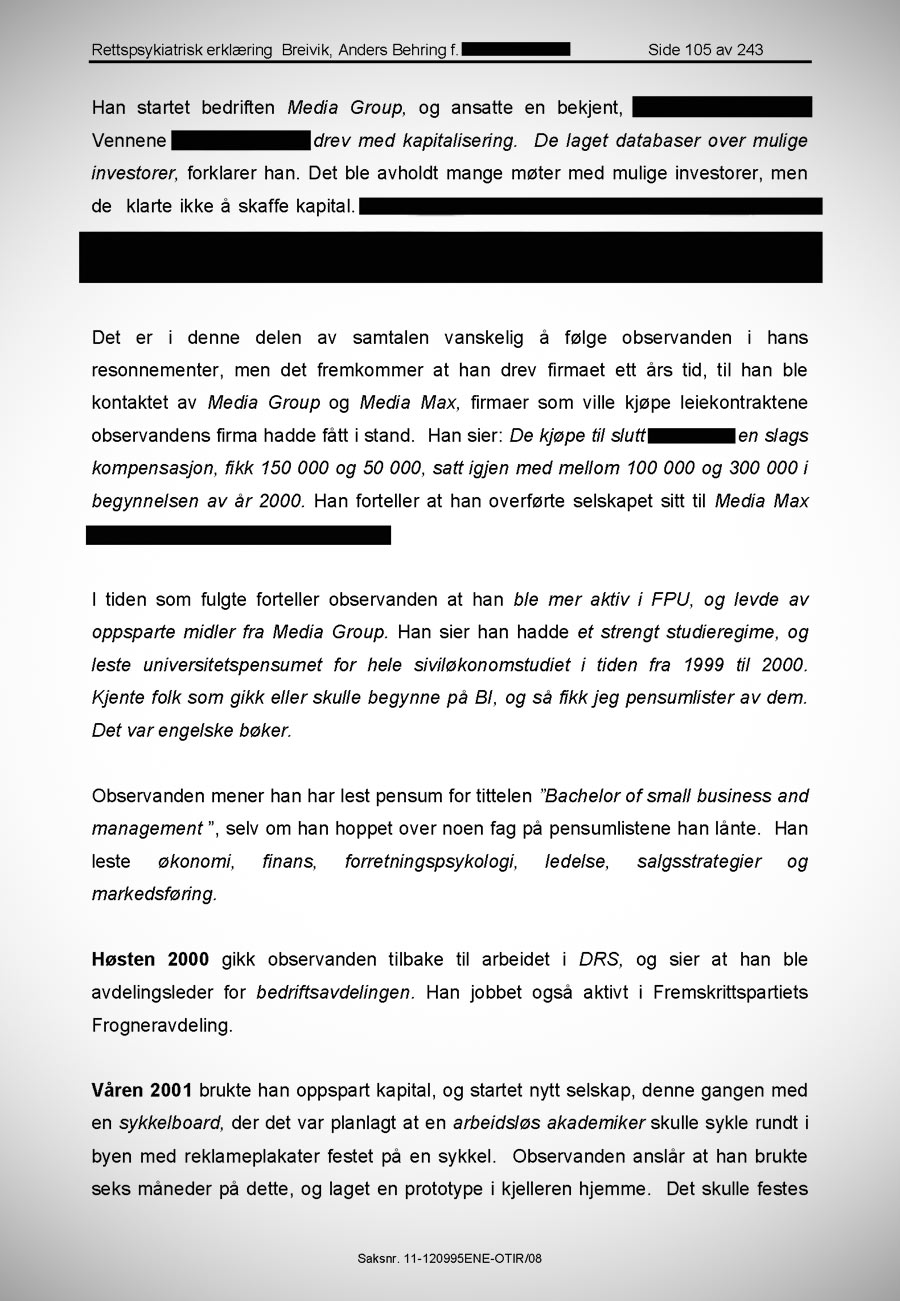 Rettspsykiatrisk erklæring Breivik, Anders Behring f. Side 105 av 243
Han startet bedriften Media Group, og ansatte en bekjent,
Vennene drev med kapitalisering. De laget databaser over mulige
investorer, forklarer han. Det ble avholdt mange møter med mulige investorer, men
de klarte ikke å skaffe kapital.
Det er i denne delen av samtalen vanskelig å følge observanden i hans
resonnementer, men det fremkommer at han drev firmaet ett års tid, til han ble
kontaktet av Media Group og Media Max, firmaer som ville kjøpe leiekontraktene
observandens firma hadde fått i stand. Han sier: De kjøpe til slutt en slags
kompensasjon, fikk 150 000 og 50 000, satt igjen med mellom 100 000 og 300 000 i
begynnelsen av år 2000. Han forteller at han overførte selskapet sitt til Media Max
I tiden som fulgte forteller observanden at han ble mer aktiv i FPU, og levde av
oppsparte midler fra Media Group. Han sier han hadde et strengt studieregime, og
leste universitetspensumet for hele siviløkonomstudiet i tiden fra 1999 til 2000.
Kjente folk som gikk eller skulle begynne på BI, og så fikk jeg pensumlister av dem.
Det var engelske bøker.
Observanden mener han har lest pensum for tittelen ”Bachelor of small business and
management ”, selv om han hoppet over noen fag på pensumlistene han lånte. Han
leste økonomi, finans, forretningspsykologi, ledelse, salgsstrategier og
markedsføring.
Høsten 2000 gikk observanden tilbake til arbeidet i DRS, og sier at han ble
avdelingsleder for bedriftsavdelingen. Han jobbet også aktivt i Fremskrittspartiets
Frogneravdeling.
Våren 2001 brukte han oppspart kapital, og startet nytt selskap, denne gangen med
en sykkelboard, der det var planlagt at en arbeidsløs akademiker skulle sykle rundt i
byen med reklameplakater festet på en sykkel. Observanden anslår at han brukte
seks måneder på dette, og laget en prototype i kjelleren hjemme. Det skulle festes
Saksnr. 11-120995ENE-OTIR/08